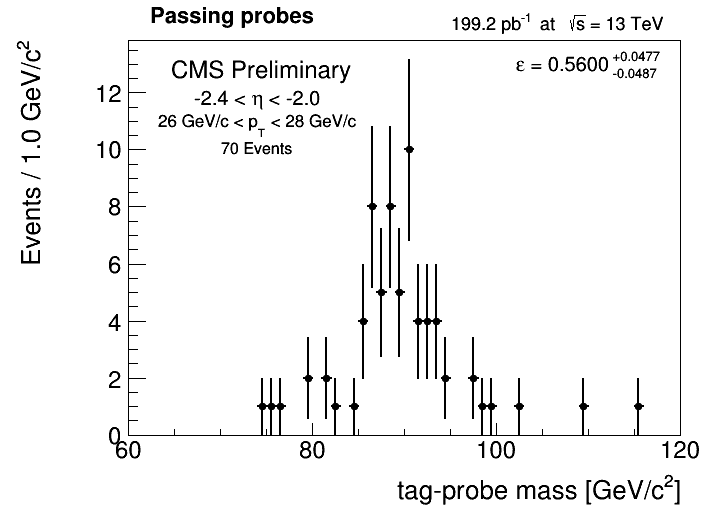 Passing probes
199.2 pb⁻¹ at √s = 13 TeV
CMS Preliminary
-2.4 < η < -2.0
26 GeV/c < p_T < 28 GeV/c
70 Events
ε = 0.5600 +0.0477 -0.0487
Events / 1.0 GeV/c²
12
10
8
6
4
2
0
60 80 100 120
tag-probe mass [GeV/c²]